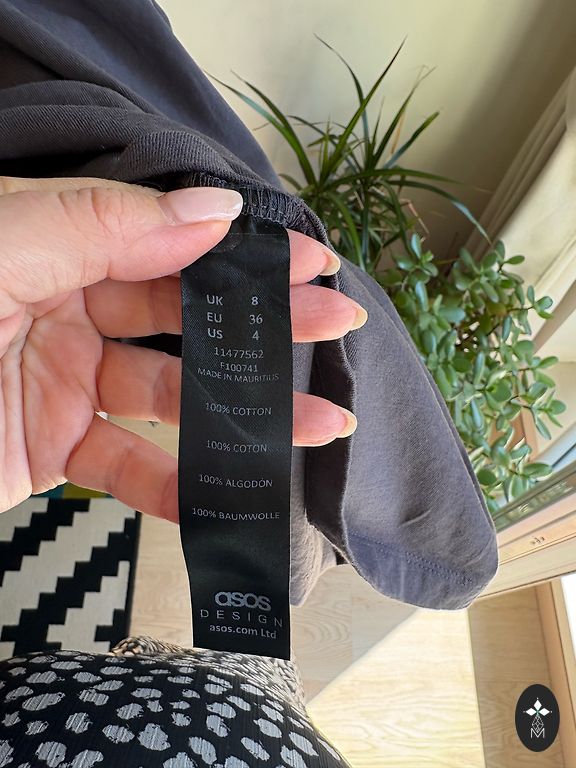 UK 8
EU 36
US 4
11477562
F100741
MADE IN MAURITIUS
100% COTTON
100% COTON
100% ALGODÓN
100% BAUMWOLLE
asos
DESIGN
asos.com Ltd
M